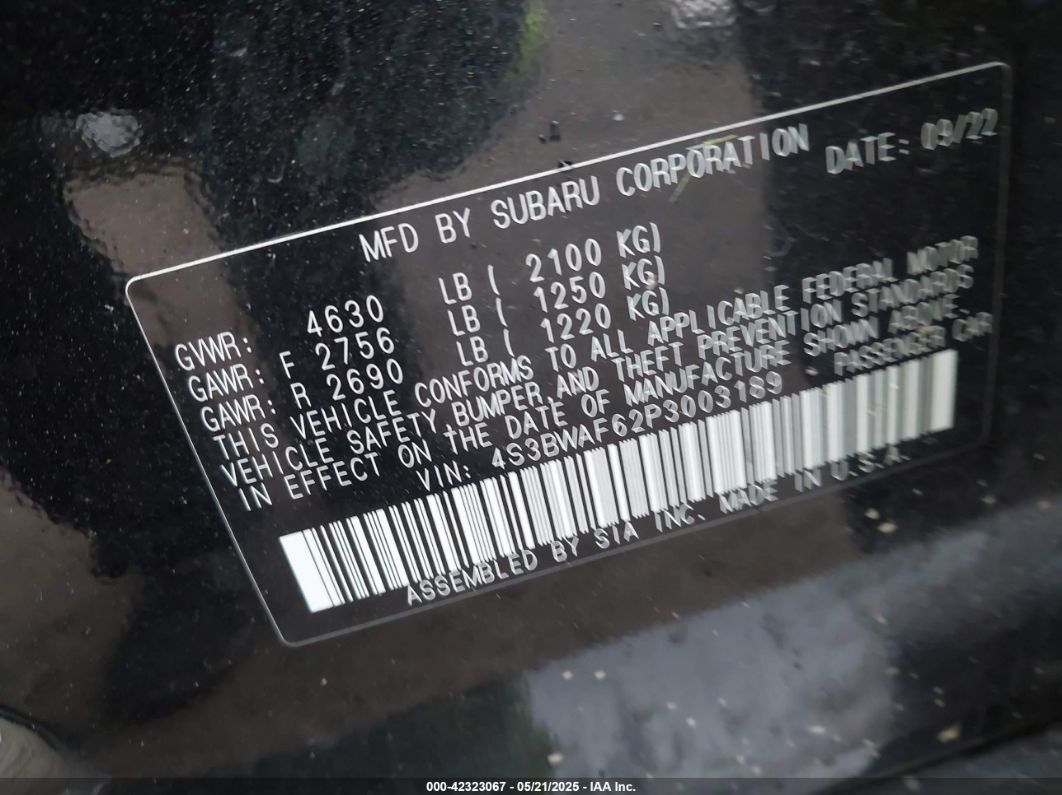 MFD BY SUBARU CORPORATION DATE: 09/22
GVWR: 4630 LB ( 2100 KG)
GAWR: F 2756 LB ( 1250 KG)
GAWR: R 2690 LB ( 1220 KG)
THIS VEHICLE CONFORMS TO ALL APPLICABLE FEDERAL MOTOR
VEHICLE SAFETY,BUMPER,AND THEFT PREVENTION STANDARDS
IN EFFECT ON THE DATE OF MANUFACTURE SHOWN ABOVE.
VIN: 4S3BWAF62P3003189 PASSENGER CAR
ASSEMBLED BY SIA INC. MADE IN U.S.A.
000-42323067 - 05/21/2025 - IAA Inc.